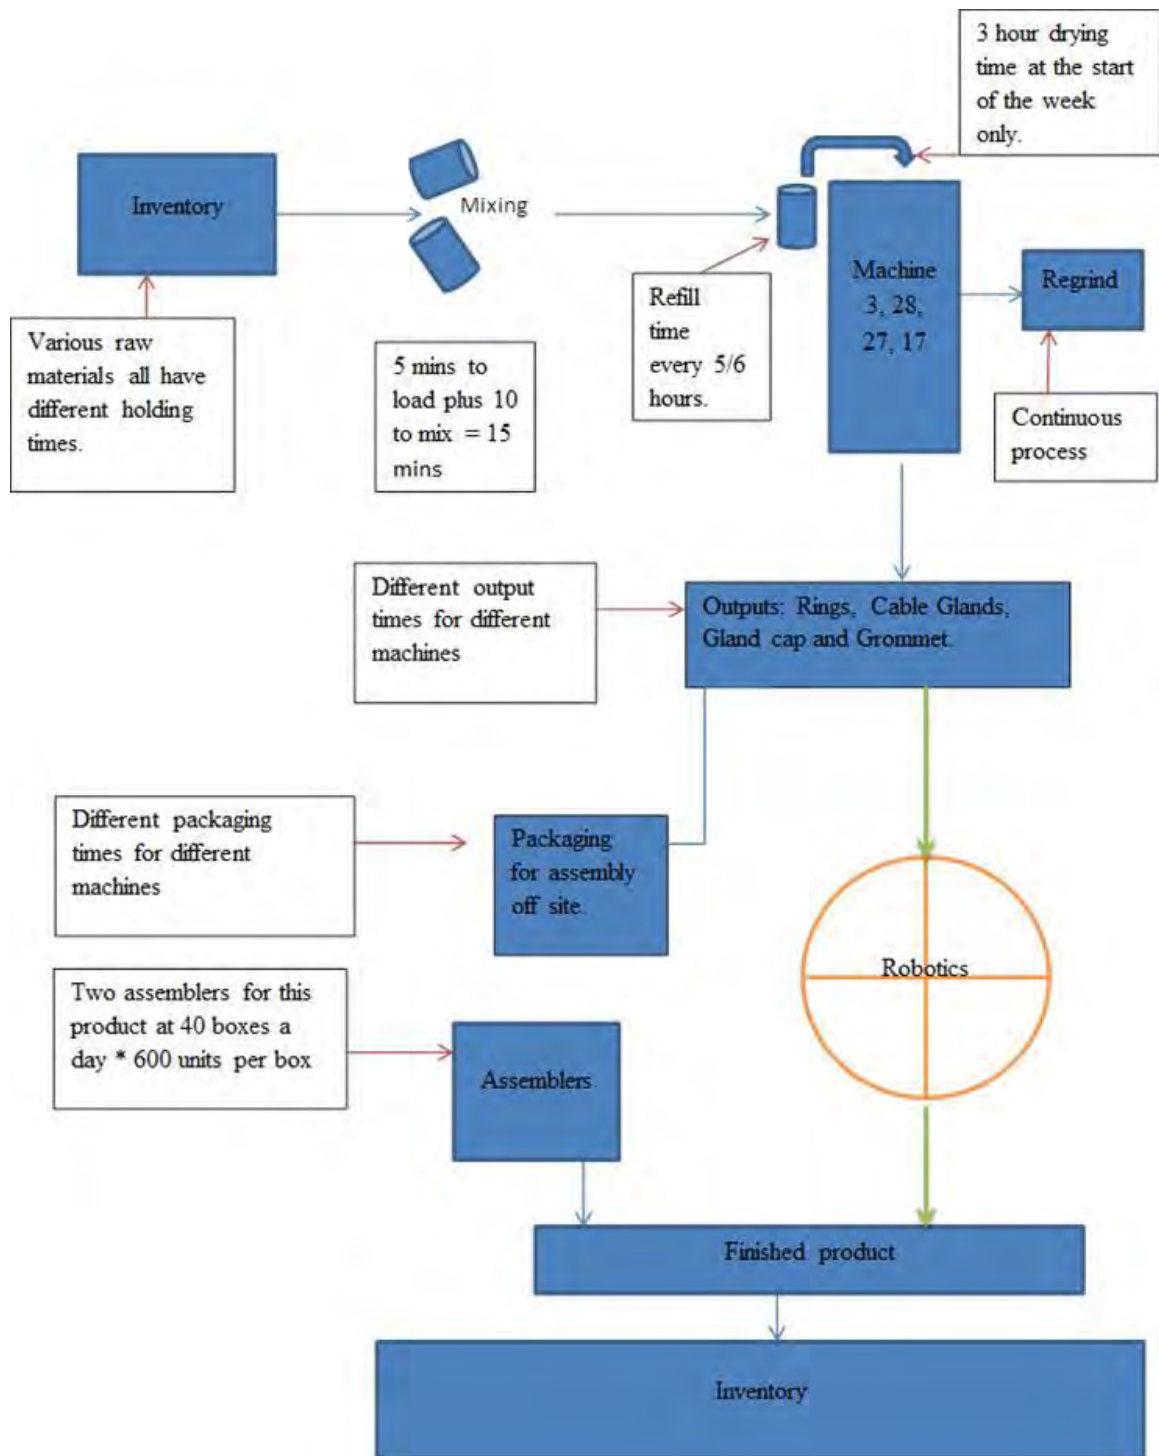 3 hour drying
time at the start
of the week
only.
Inventory
Mixing
Machine
3, 28,
27, 17
Regrind
Various raw
materials all have
different holding
times.
5 mins to
load plus 10
to mix = 15
mins
Refill
time
every 5/6
hours.
Continuous
process
Different output
times for different
machines
Outputs: Rings, Cable Glands,
Gland cap and Grommet.
Different packaging
times for different
machines
Packaging
for assembly
off site.
Robotics
Two assemblers for this
product at 40 boxes a
day * 600 units per box
Assemblers
Finished product
Inventory